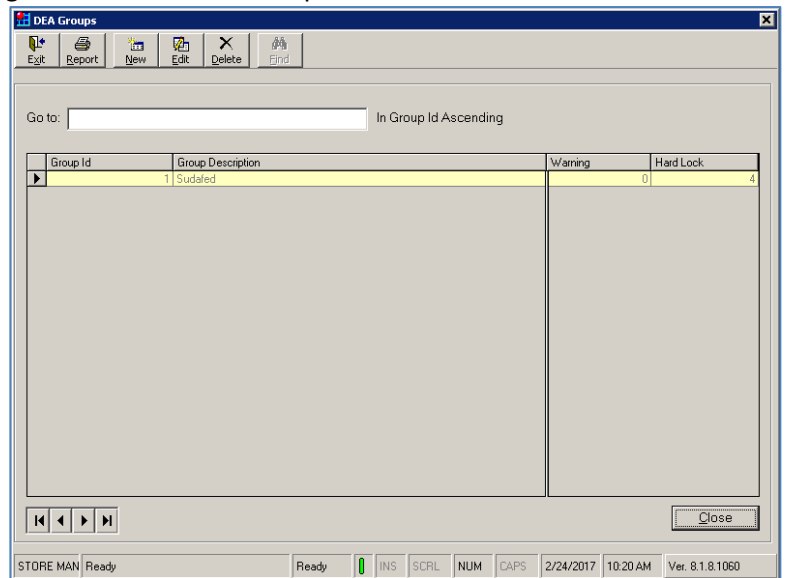 DEA Groups
Exit Report New Edit Delete Find
Go to: In Group Id Ascending
Group Id Group Description Warning Hard Lock
1 Sudafed 0 4
Close
STORE MAN Ready Ready INS SCRL NUM CAPS 2/24/2017 10:20 AM Ver. 8.1.8.1060